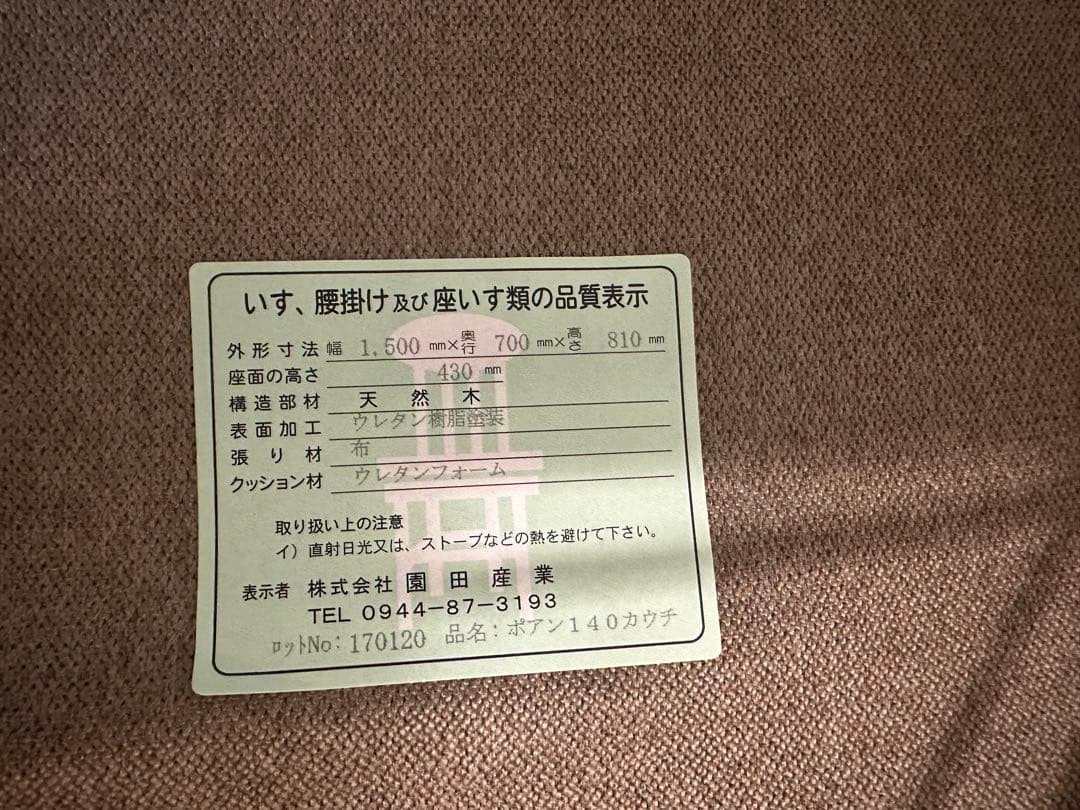 いす、腰掛け及び座いす類の品質表示
外形寸法 幅 1,500 mm×奥行 700 mm×高さ 810 mm
座面の高さ 430 mm
構造部材 天然木
表面加工 ウレタン樹脂塗装
張り材 布
クッション材 ウレタンフォーム
取り扱い上の注意
イ）直射日光又は、ストーブなどの熱を避けて下さい。
表示者 株式会社 園田産業
TEL 0944-87-3193
ロットNo：170120 品名：ポアン140カウチ